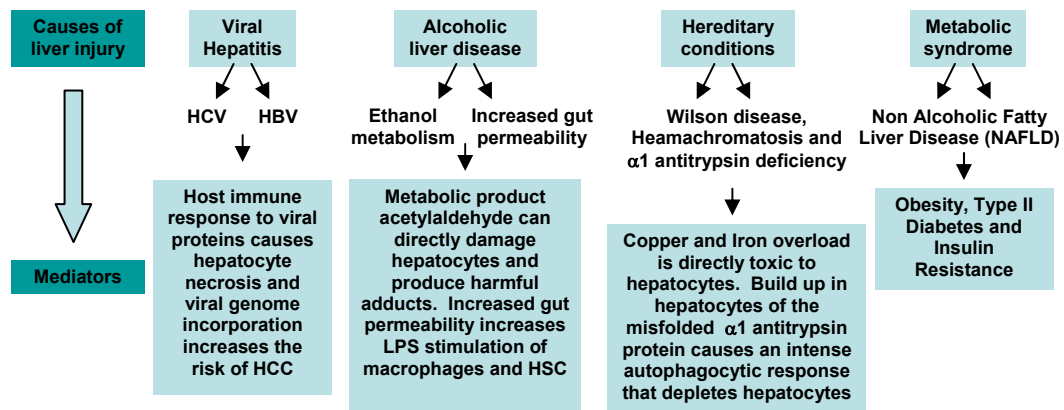 Causes of
liver injury
Mediators
Viral
Hepatitis
HCV HBV
Host immune
response to viral
proteins causes
hepatocyte
necrosis and
viral genome
incorporation
increases the
risk of HCC
Alcoholic
liver disease
Ethanol
metabolism
Increased gut
permeability
Metabolic product
acetylaldehyde can
directly damage
hepatocytes and
produce harmful
adducts. Increased gut
permeability increases
LPS stimulation of
macrophages and HSC
Hereditary
conditions
Wilson disease,
Heamachromatosis and
α1 antitrypsin deficiency
Copper and Iron overload
is directly toxic to
hepatocytes. Build up in
hepatocytes of the
misfolded α1 antitrypsin
protein causes an intense
autophagocytic response
that depletes hepatocytes
Metabolic
syndrome
Non Alcoholic Fatty
Liver Disease (NAFLD)
Obesity, Type II
Diabetes and
Insulin
Resistance